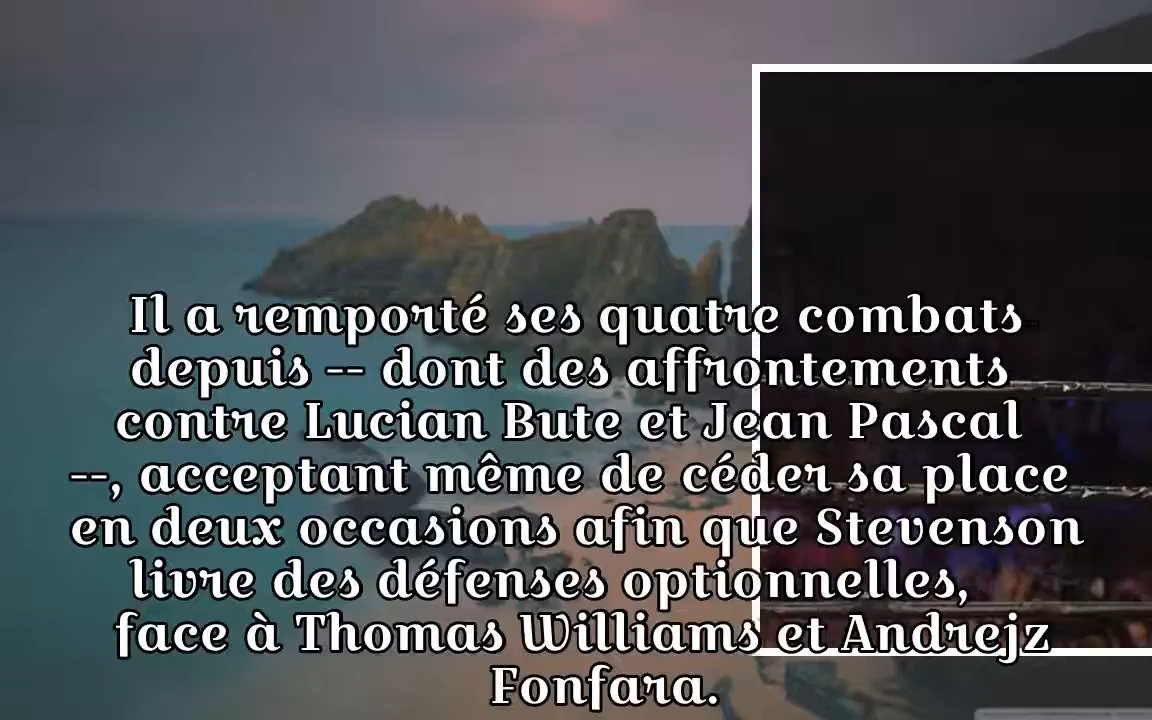 Il a remporté ses quatre combats
depuis -- dont des affrontements
contre Lucian Bute et Jean Pascal
--, acceptant même de céder sa place
en deux occasions afin que Stevenson
livre des défenses optionnelles,
face à Thomas Williams et Andrejz
Fonfara.